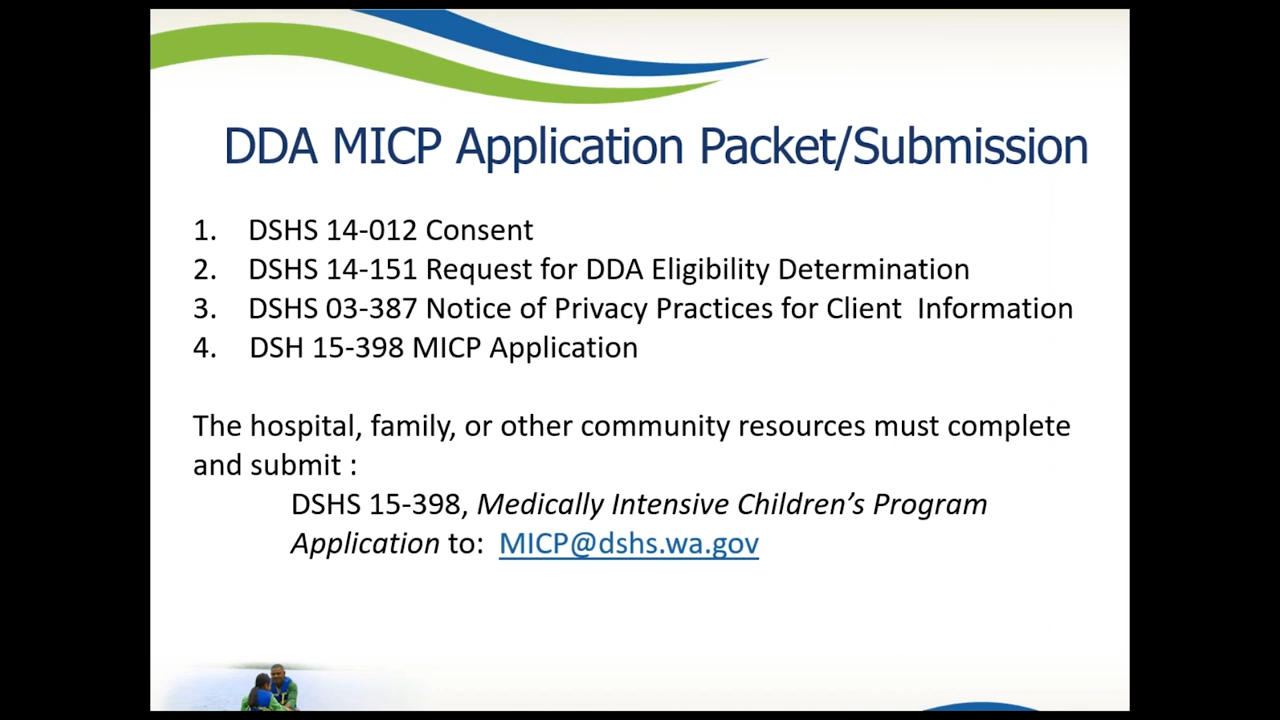 DDA MICP Application Packet/Submission
1. DSHS 14-012 Consent
2. DSHS 14-151 Request for DDA Eligibility Determination
3. DSHS 03-387 Notice of Privacy Practices for Client Information
4. DSH 15-398 MICP Application
The hospital, family, or other community resources must complete
and submit :
DSHS 15-398, Medically Intensive Children's Program
Application to: MICP@dshs.wa.gov